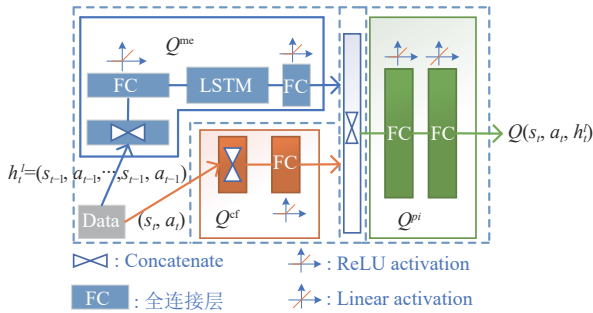 Q^me
FC
LSTM
FC
h_t^l=(s_{t−1}, a_{t−1},···,s_{t−1}, a_{t−1})
Data
(s_t, a_t)
FC
Q^cf
FC
FC
Q^pi
Q(s_t, a_t, h_t^l)
: Concatenate
: ReLU activation
FC
: 全连接层
: Linear activation